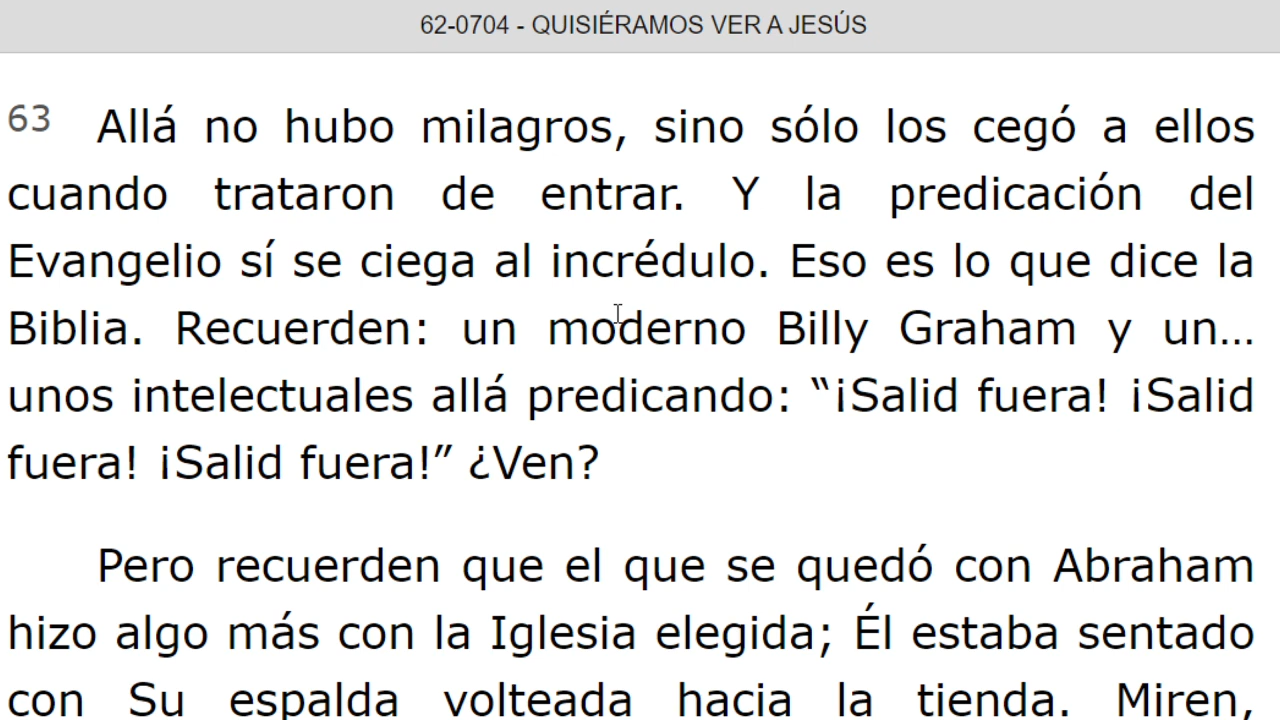 62-0704 - QUISIÉRAMOS VER A JESÚS
63 Allá no hubo milagros, sino sólo los cegó a ellos
cuando trataron de entrar. Y la predicación del
Evangelio sí se ciega al incrédulo. Eso es lo que dice la
Biblia. Recuerden: un moderno Billy Graham y un…
unos intelectuales allá predicando: “¡Salid fuera! ¡Salid
fuera! ¡Salid fuera!” ¿Ven?
Pero recuerden que el que se quedó con Abraham
hizo algo más con la Iglesia elegida; Él estaba sentado
con Su espalda volteada hacia la tienda. Miren,